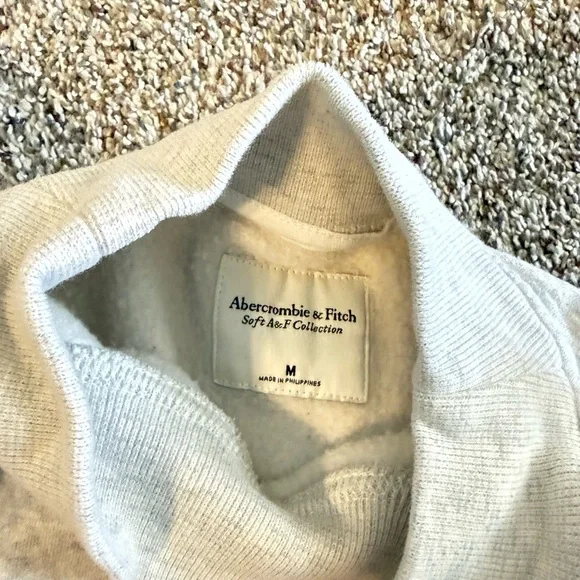 Abercrombie & Fitch
Soft A&F Collection
M
MADE IN PHILIPPINES